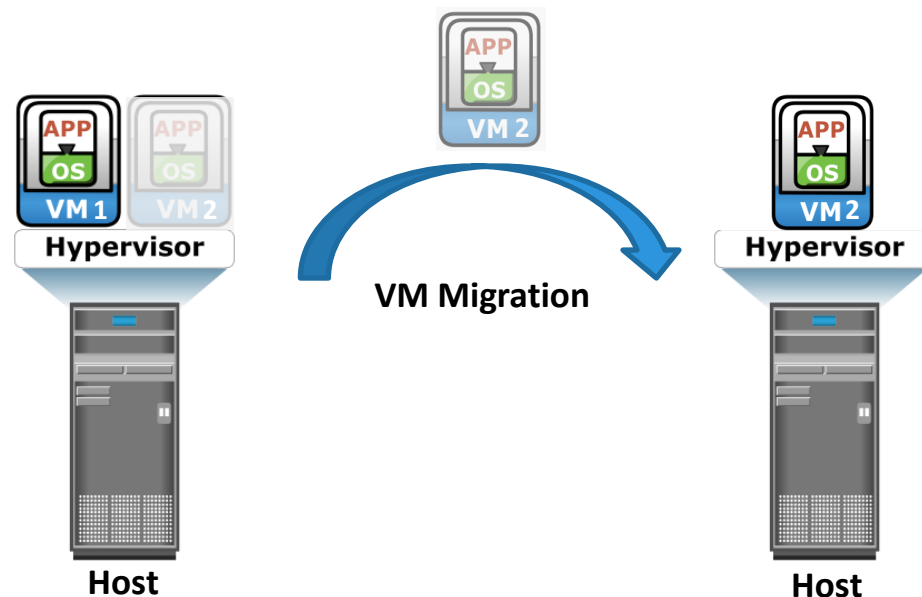 APP
OS
VM 2
APP
OS
VM 1
APP
OS
VM 2
APP
OS
VM 2
Hypervisor
Hypervisor
VM Migration
Host
Host